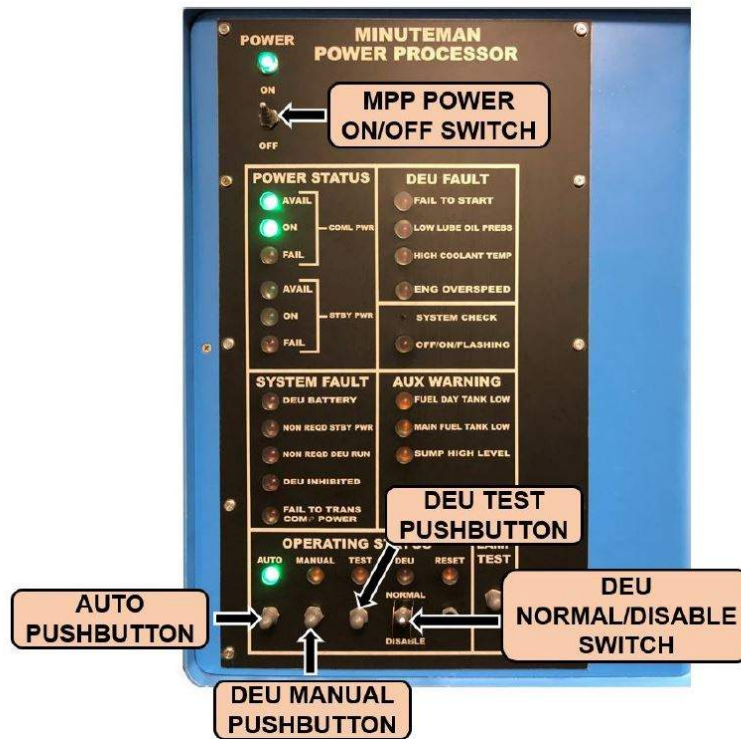 POWER
MINUTEMAN
POWER PROCESSOR
ON
OFF
MPP POWER
ON/OFF SWITCH
POWER STATUS
AVAIL
ON
COML PWR
FAIL
AVAIL
ON
STBY PWR
FAIL
DEU FAULT
FAIL TO START
LOW LUBE OIL PRESS
HIGH COOLANT TEMP
ENG OVERSPEED
SYSTEM CHECK
OFF/ON/FLASHING
SYSTEM FAULT
DEU BATTERY
NON REQD STBY PWR
NON REQD DEU RUN
DEU INHIBITED
FAIL TO TRANS
POWER
AUX WARNING
FUEL DAY TANK LOW
MAIN FUEL TANK LOW
SUMP HIGH LEVEL
DEU TEST
PUSHBUTTON
OPERATING
AUTO
MANUAL
TEST
DEU
RESET
TEST
NORMAL
DISABLE
AUTO
PUSHBUTTON
DEU
NORMAL/DISABLE
SWITCH
DEU MANUAL
PUSHBUTTON